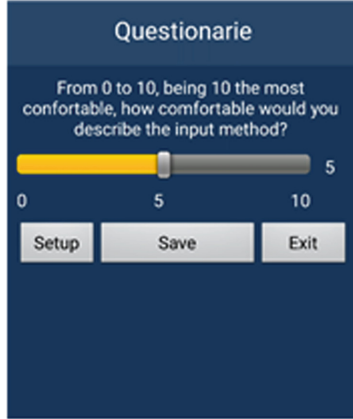 Questionarie
From 0 to 10, being 10 the most
confortable, how comfortable would you
describe the input method?
5
0 5 10
Setup Save Exit